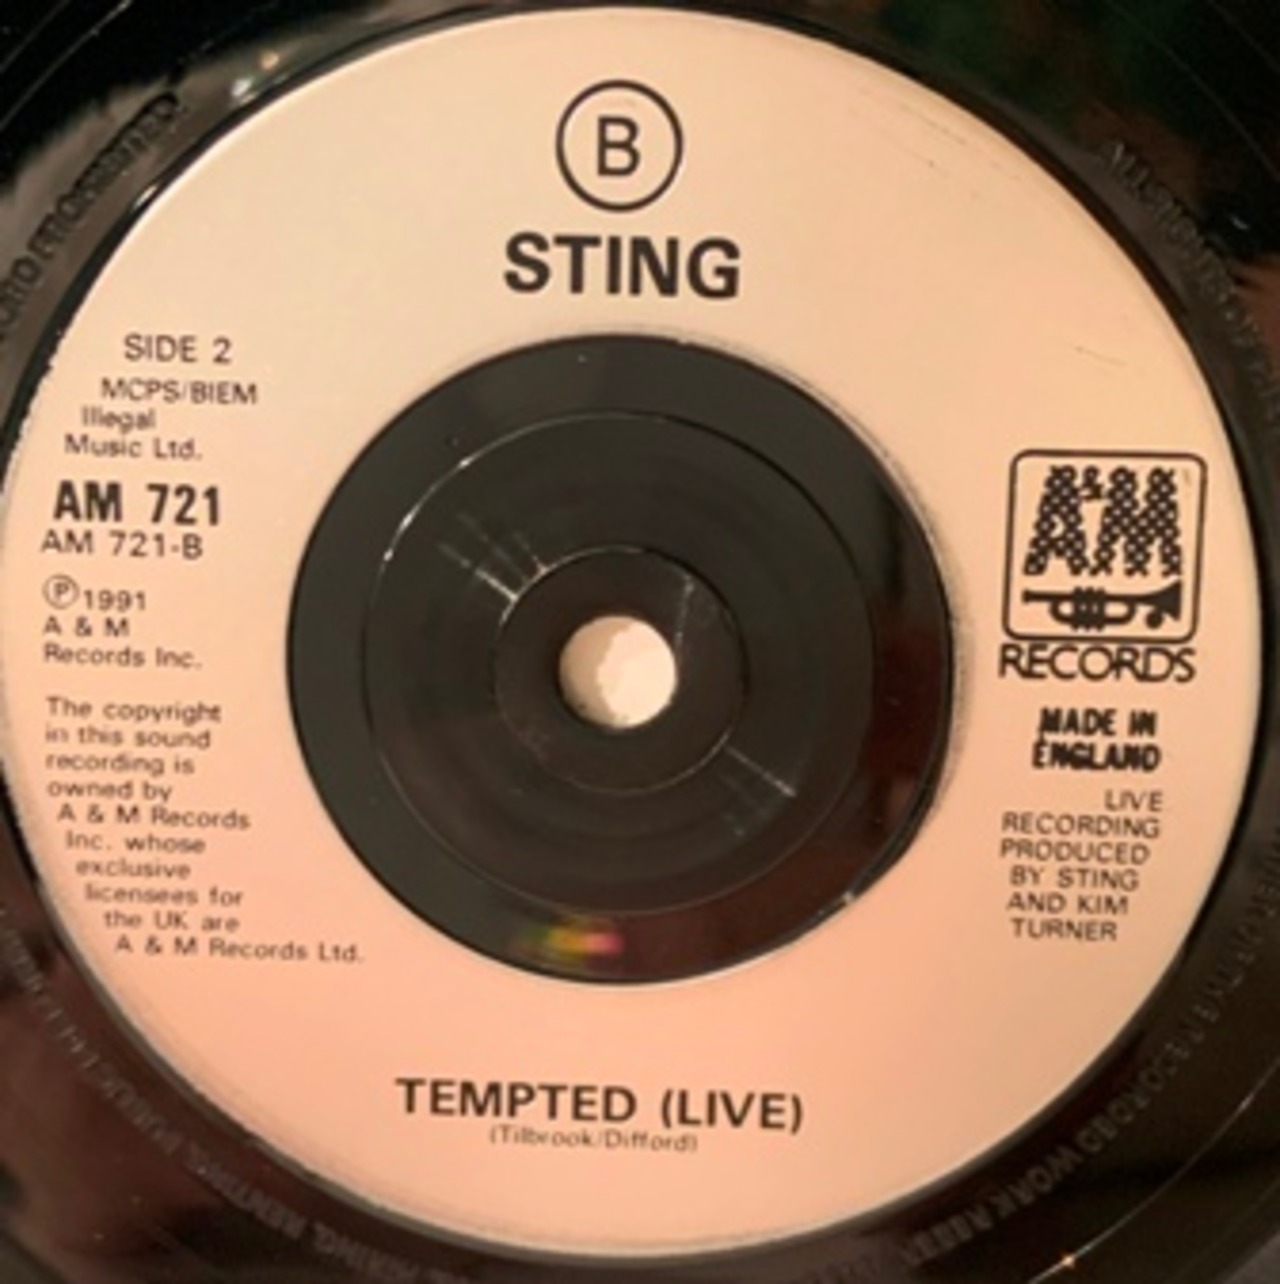 B
STING
SIDE 2
MCPS/BIEM
Illegal
Music Ltd.
AM 721
AM 721-B
Ⓟ1991
A & M
Records Inc.
The copyright
in this sound
recording is
owned by
A & M Records
Inc. whose
exclusive
licensees for
the UK are
A & M Records Ltd.
A&M
RECORDS
MADE IN
ENGLAND
LIVE
RECORDING
PRODUCED
BY STING
AND KIM
TURNER
TEMPTED (LIVE)
(Tilbrook/Difford)